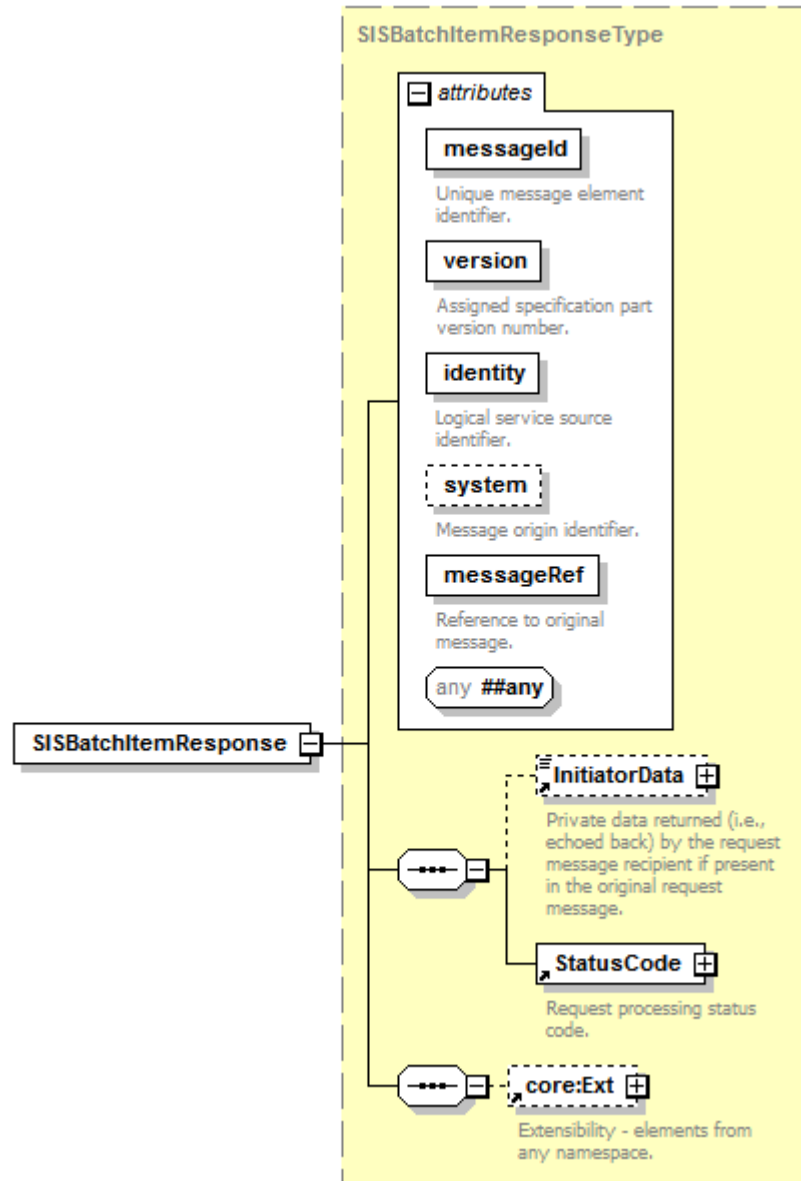 SISBatchItemResponseType
attributes
messageId
Unique message element
identifier.
version
Assigned specification part
version number.
identity
Logical service source
identifier.
system
Message origin identifier.
messageRef
Reference to original
message.
any ##any
SISBatchItemResponse
InitiatorData
Private data returned (i.e.,
echoed back) by the request
message recipient if present
in the original request
message.
StatusCode
Request processing status
code.
core:Ext
Extensibility - elements from
any namespace.